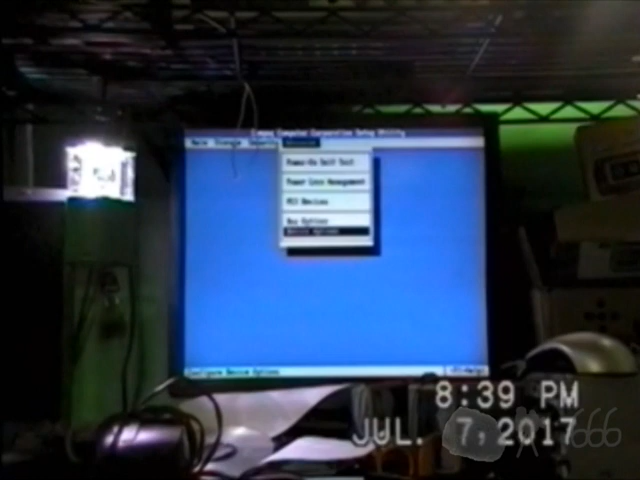 Compaq Computer Corporation Setup Utility
Main Storage Security Advanced
Power-On Self Test
Power Loss Management
PCI Devices
Bus Options
Device Options
Configure Device Options
8:39 PM
JUL. 7,2017
666